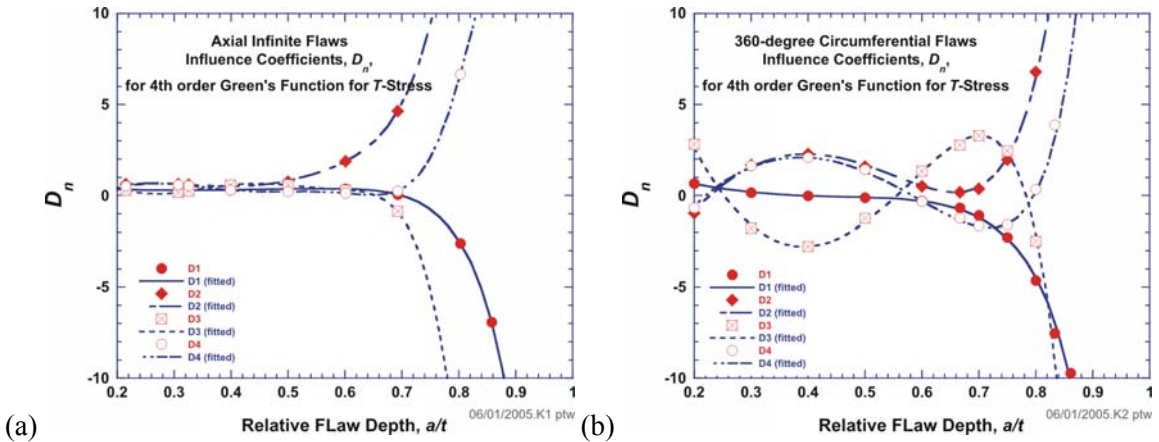 Axial Infinite Flaws
Influence Coefficients, Dn,
for 4th order Green's Function for T-Stress
10
5
0
-5
-10
Dn
D1
D1 (fitted)
D2
D2 (fitted)
D3
D3 (fitted)
D4
D4 (fitted)
0.2 0.3 0.4 0.5 0.6 0.7 0.8 0.9 1
Relative FLaw Depth, a/t
06/01/2005.K1 ptw
(a)
360-degree Circumferential Flaws
Influence Coefficients, Dn,
for 4th order Green's Function for T-Stress
10
5
0
-5
-10
Dn
D1
D1 (fitted)
D2
D2 (fitted)
D3
D3 (fitted)
D4
D4 (fitted)
0.2 0.3 0.4 0.5 0.6 0.7 0.8 0.9 1
Relative FLaw Depth, a/t
06/01/2005.K2 ptw
(b)